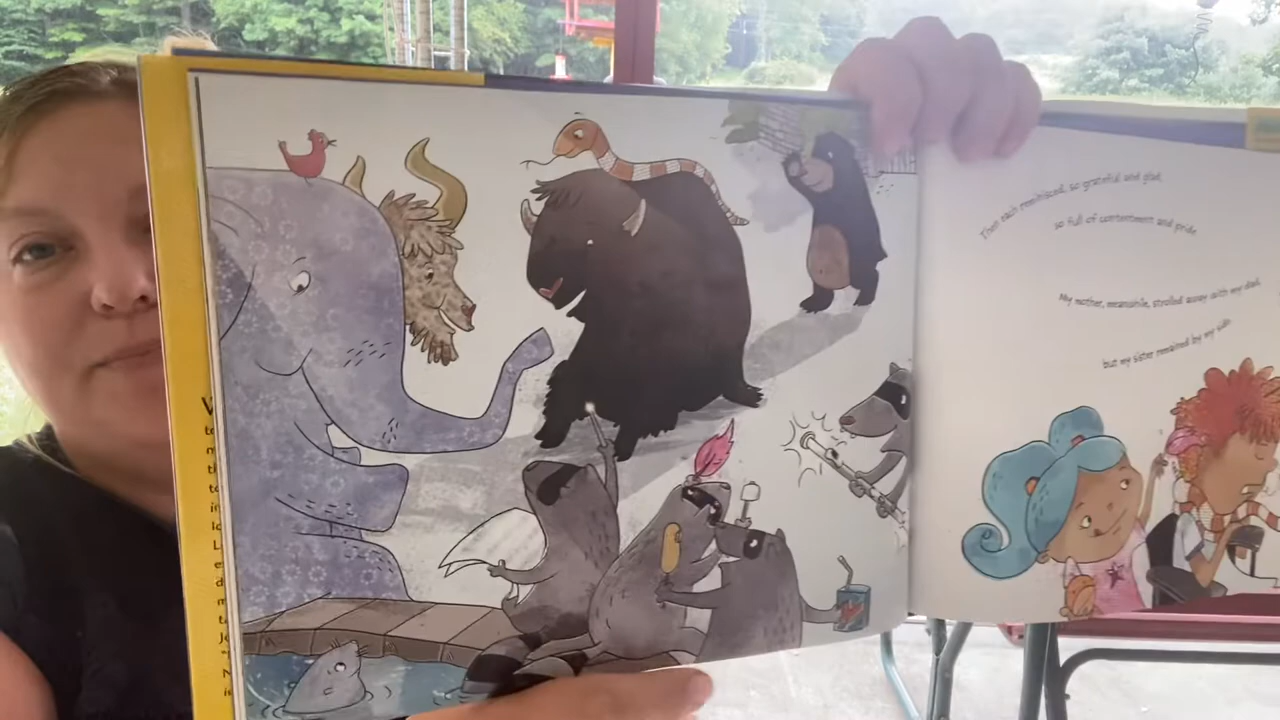 Then each reminisced, so grateful and glad,
so full of contentment and pride.
My mother, meanwhile, strolled away with my dad,
but my sister remained by my side.